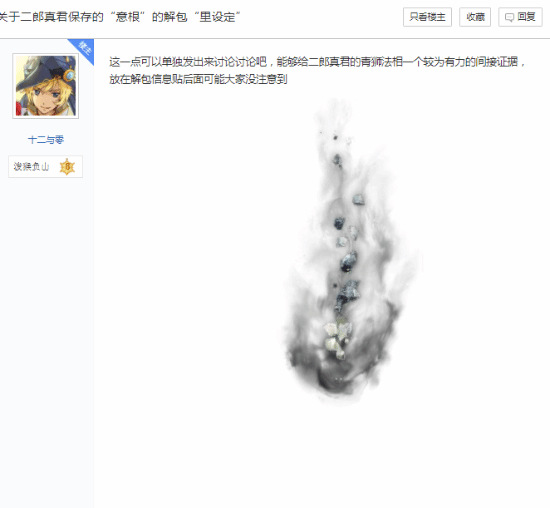 关于二郎真君保存的“意根”的解包“里设定”
只看楼主
收藏
回复
楼主
这一点可以单独发出来讨论讨论吧，能够给二郎真君的青狮法相一个较为有力的间接证据，
放在解包信息贴后面可能大家没注意到
十二与零
泼猴负山 6